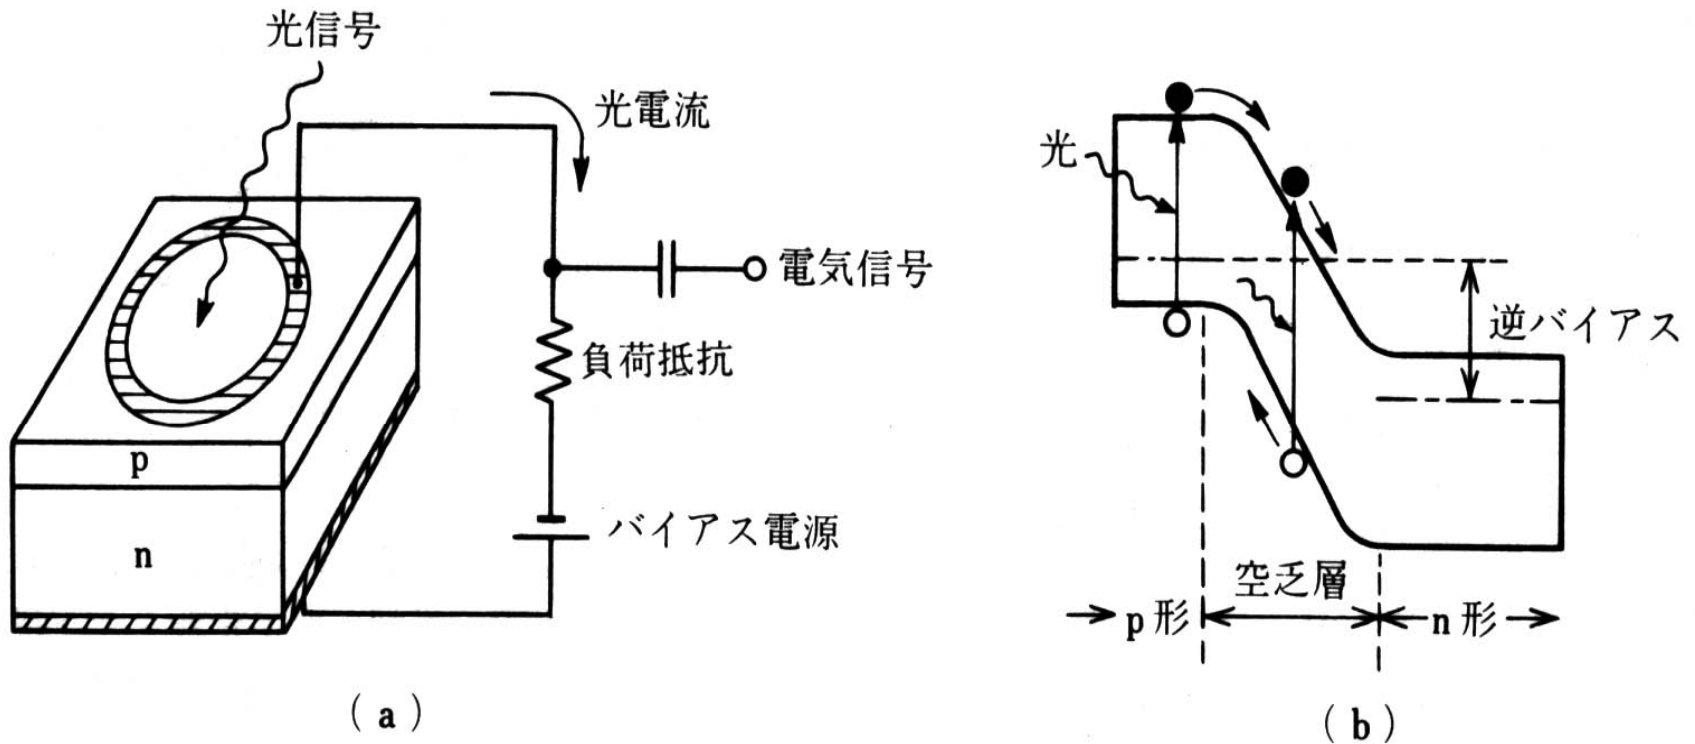 光信号
光電流
電気信号
負荷抵抗
バイアス電源
p
n
(a)
光
逆バイアス
空乏層
p形
n形
(b)